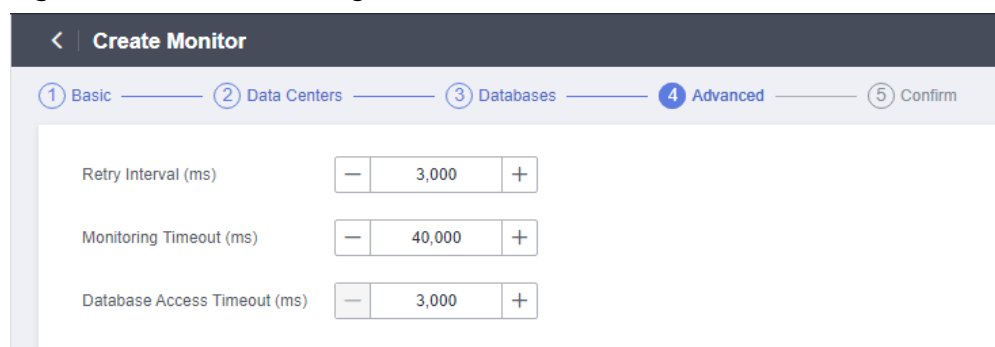 < Create Monitor
1 Basic 2 Data Centers 3 Databases 4 Advanced 5 Confirm
Retry Interval (ms) — 3,000 +
Monitoring Timeout (ms) — 40,000 +
Database Access Timeout (ms) — 3,000 +